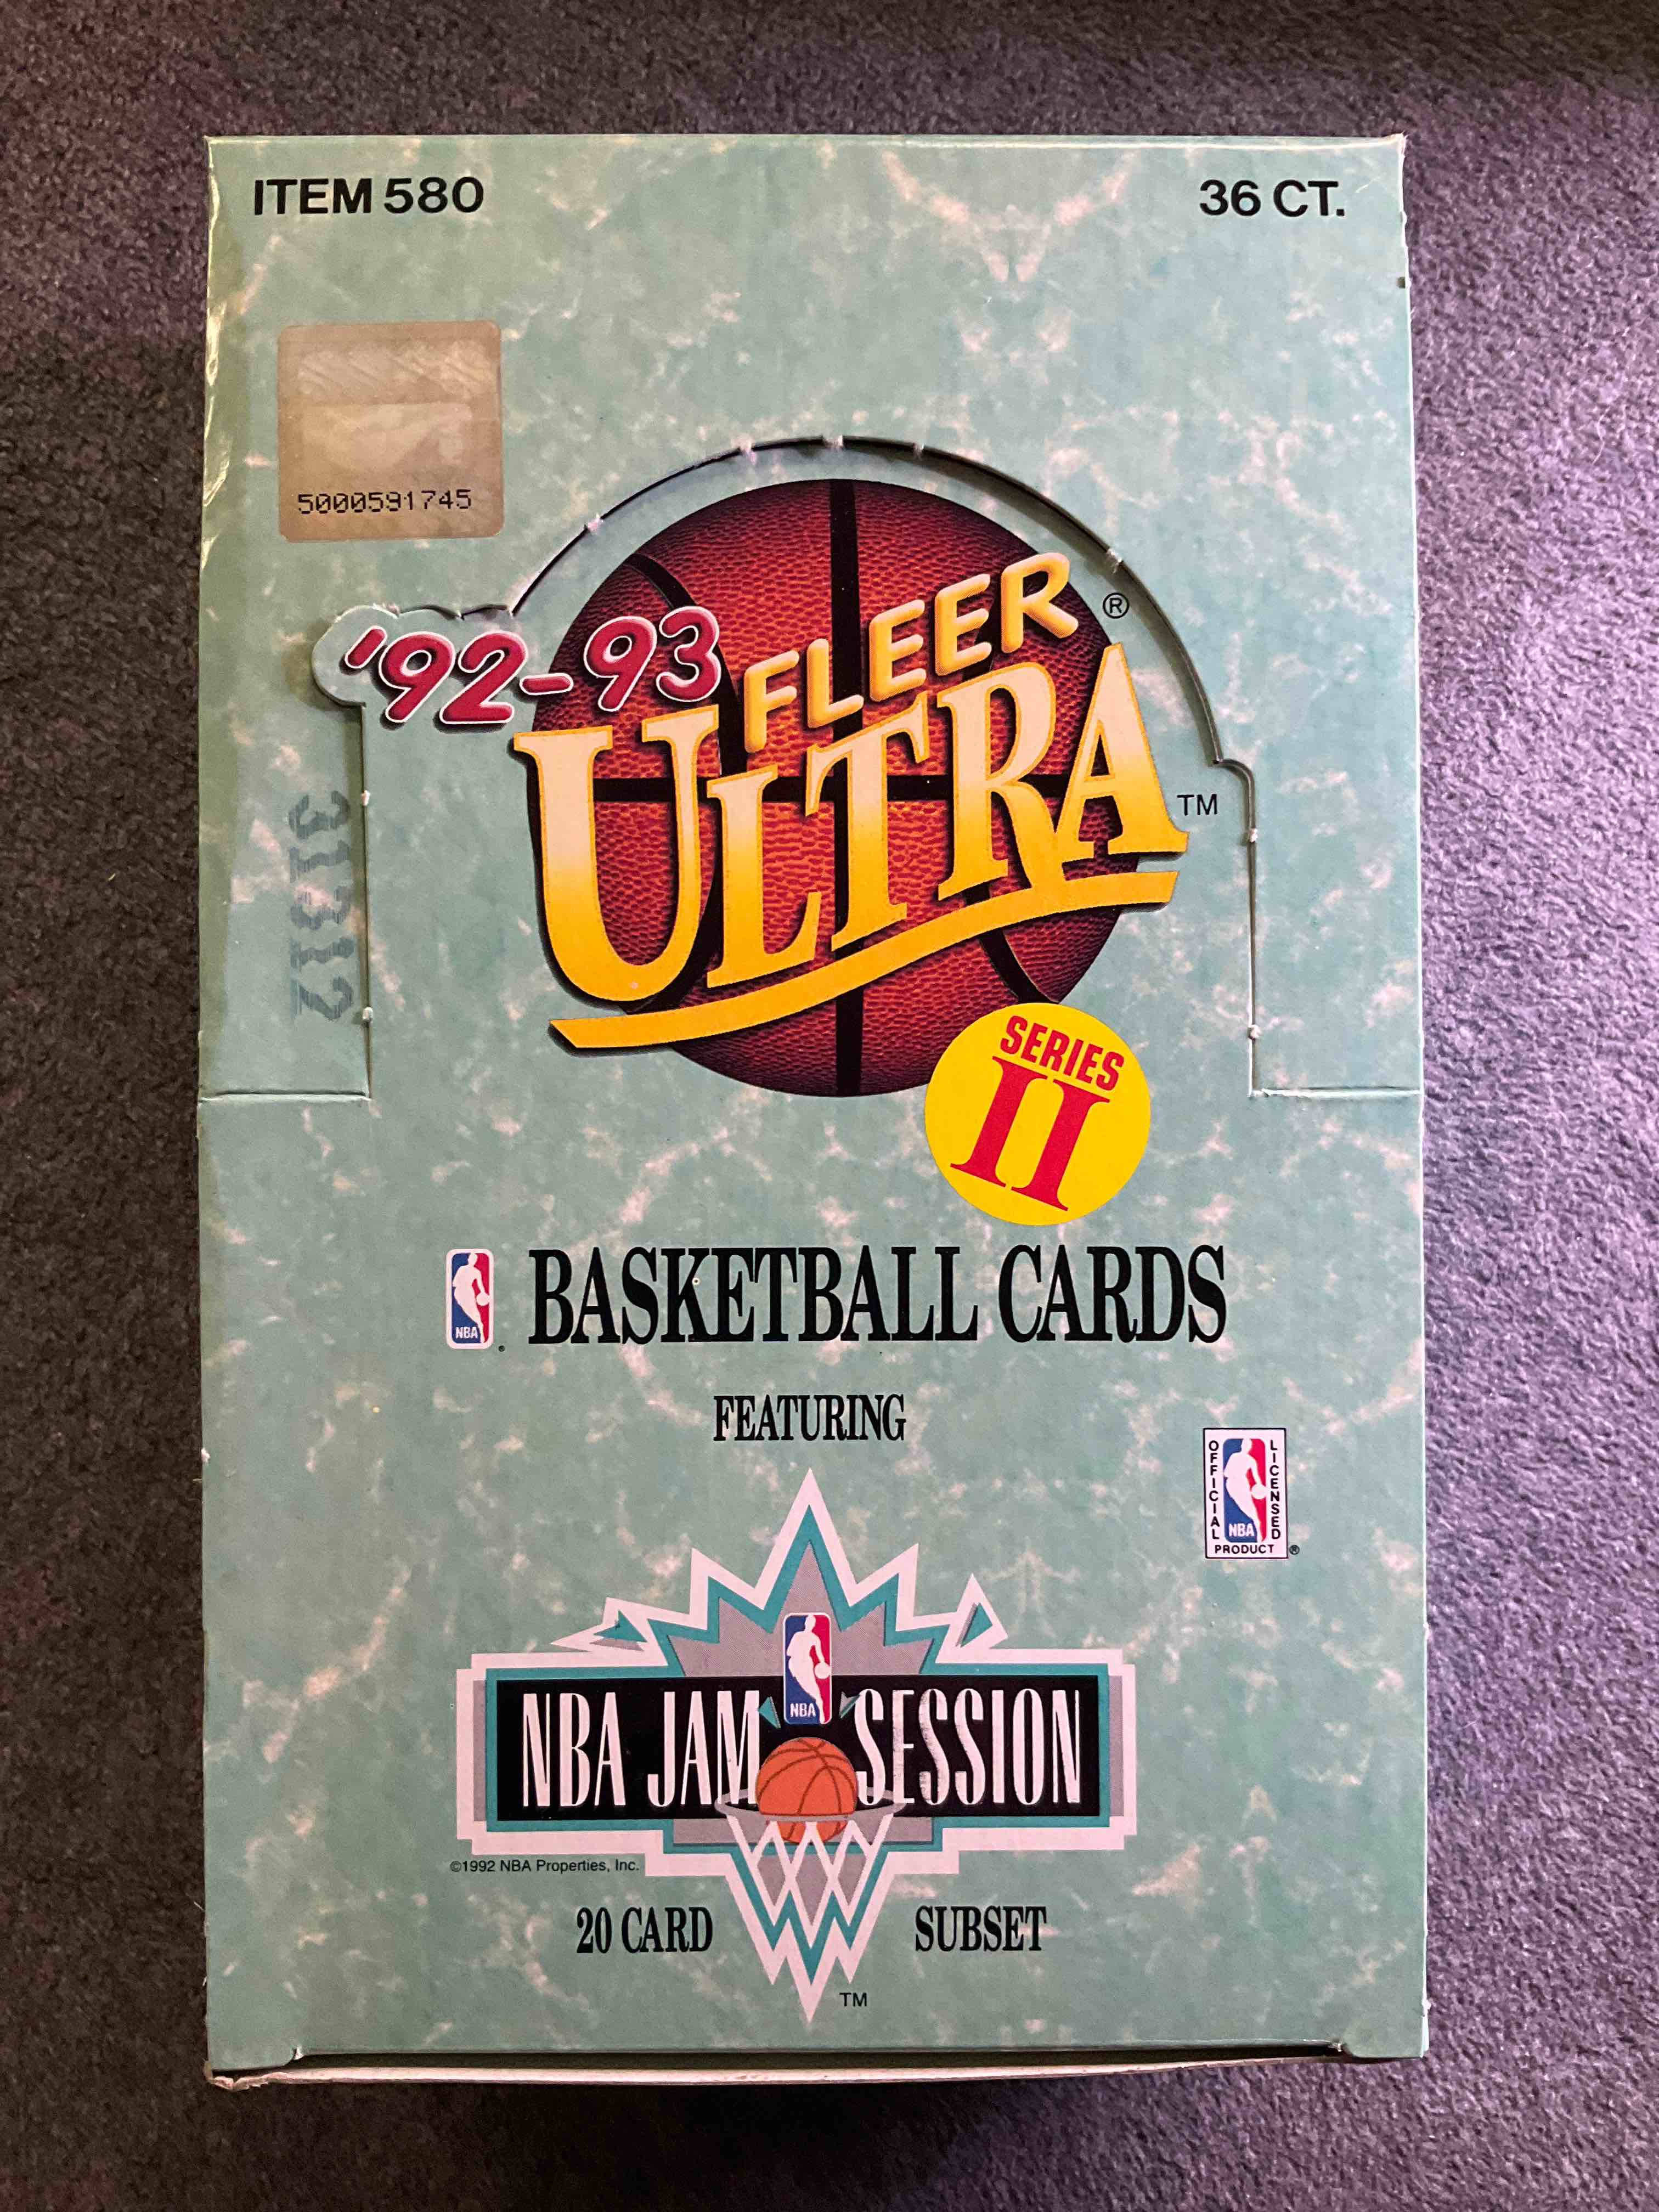 ITEM 580
36 CT.
5000591745
'92-93
FLEER®
ULTRA™
31312
SERIES
II
NBA
BASKETBALL CARDS
FEATURING
OFFICIAL LICENSED
NBA
PRODUCT ®
NBA
NBA JAM SESSION
©1992 NBA Properties, Inc.
20 CARD SUBSET
TM